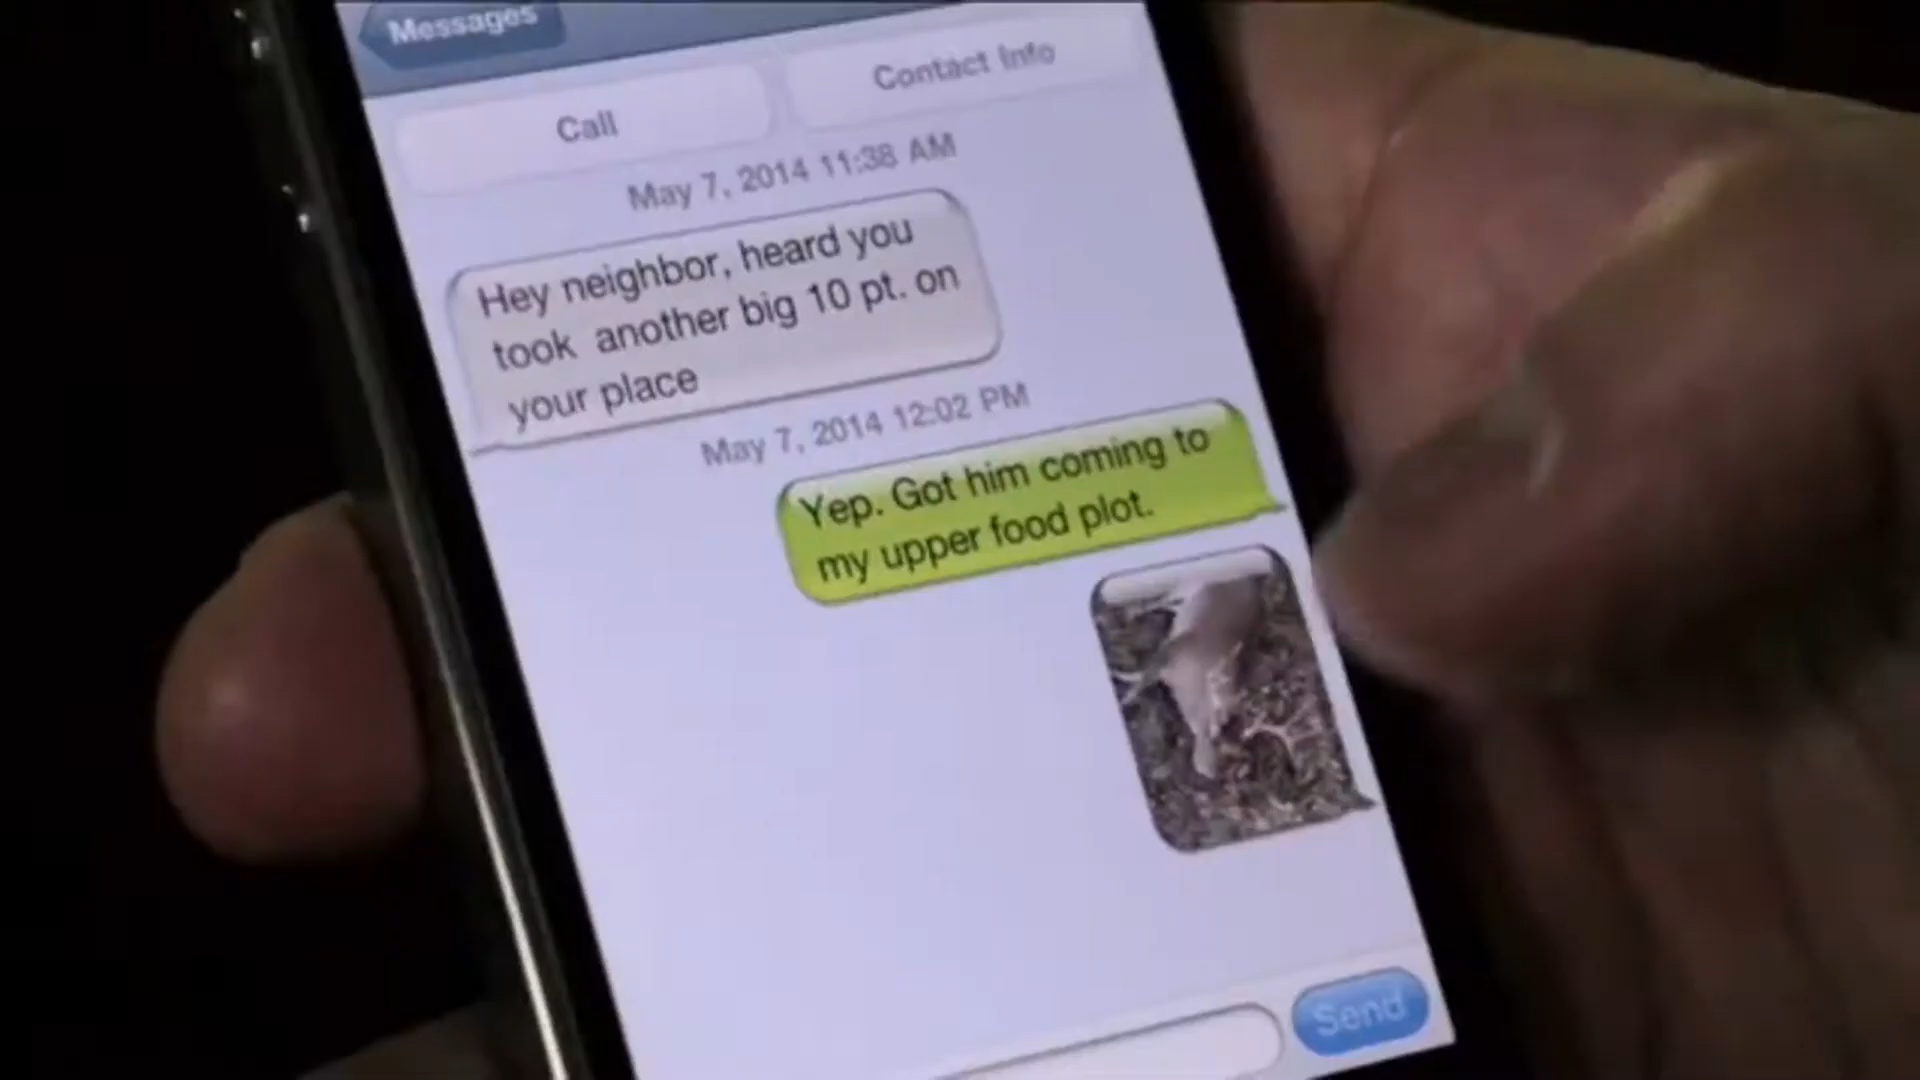 Messages
Call
Contact Info
May 7, 2014 11:38 AM
Hey neighbor, heard you
took another big 10 pt. on
your place
May 7, 2014 12:02 PM
Yep. Got him coming to
my upper food plot.
Send